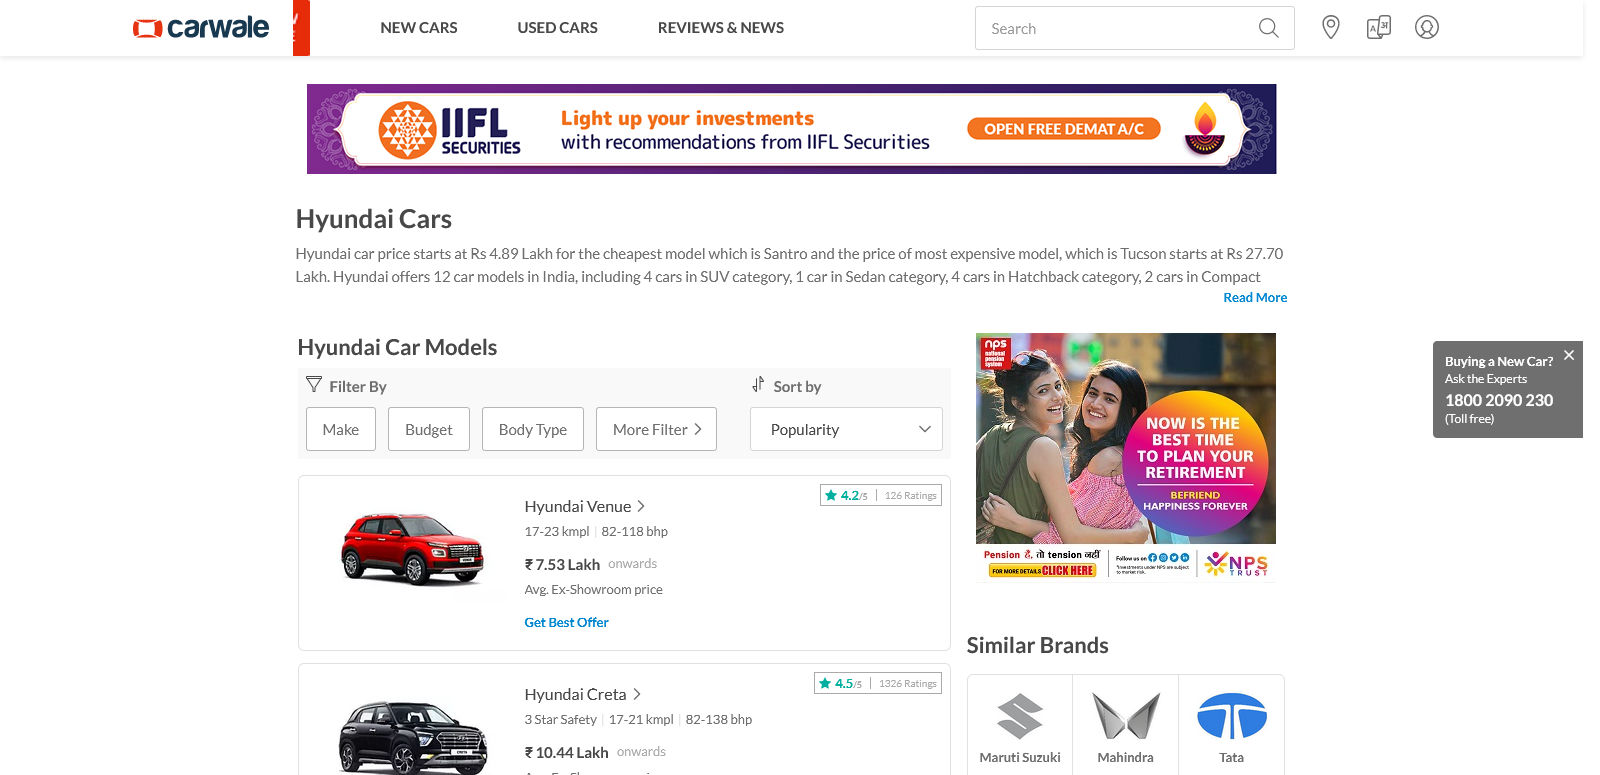 carwale
NEW CARS
USED CARS
REVIEWS & NEWS
Search
IIFL
SECURITIES
Light up your investments
with recommendations from IIFL Securities
OPEN FREE DEMAT A/C
Hyundai Cars
Hyundai car price starts at Rs 4.89 Lakh for the cheapest model which is Santro and the price of most expensive model, which is Tucson starts at Rs 27.70
Lakh. Hyundai offers 12 car models in India, including 4 cars in SUV category, 1 car in Sedan category, 4 cars in Hatchback category, 2 cars in Compact
Read More
Hyundai Car Models
Filter By
Sort by
Make
Budget
Body Type
More Filter
Popularity
4.2/5 | 126 Ratings
Hyundai Venue
17-23 kmpl | 82-118 bhp
₹ 7.53 Lakh onwards
Avg. Ex-Showroom price
Get Best Offer
4.5/5 | 1326 Ratings
Hyundai Creta
3 Star Safety | 17-21 kmpl | 82-138 bhp
₹ 10.44 Lakh onwards
nps
national
pension
system
NOW IS THE
BEST TIME
TO PLAN YOUR
RETIREMENT
BEFRIEND
HAPPINESS FOREVER
Pension है, तो tension नहीं
FOR MORE DETAILS CLICK HERE
Follow us on
*Investments under NPS are subject
to market risk.
NPS
TRUST
Buying a New Car?
Ask the Experts
1800 2090 230
(Toll free)
Similar Brands
Maruti Suzuki
Mahindra
Tata